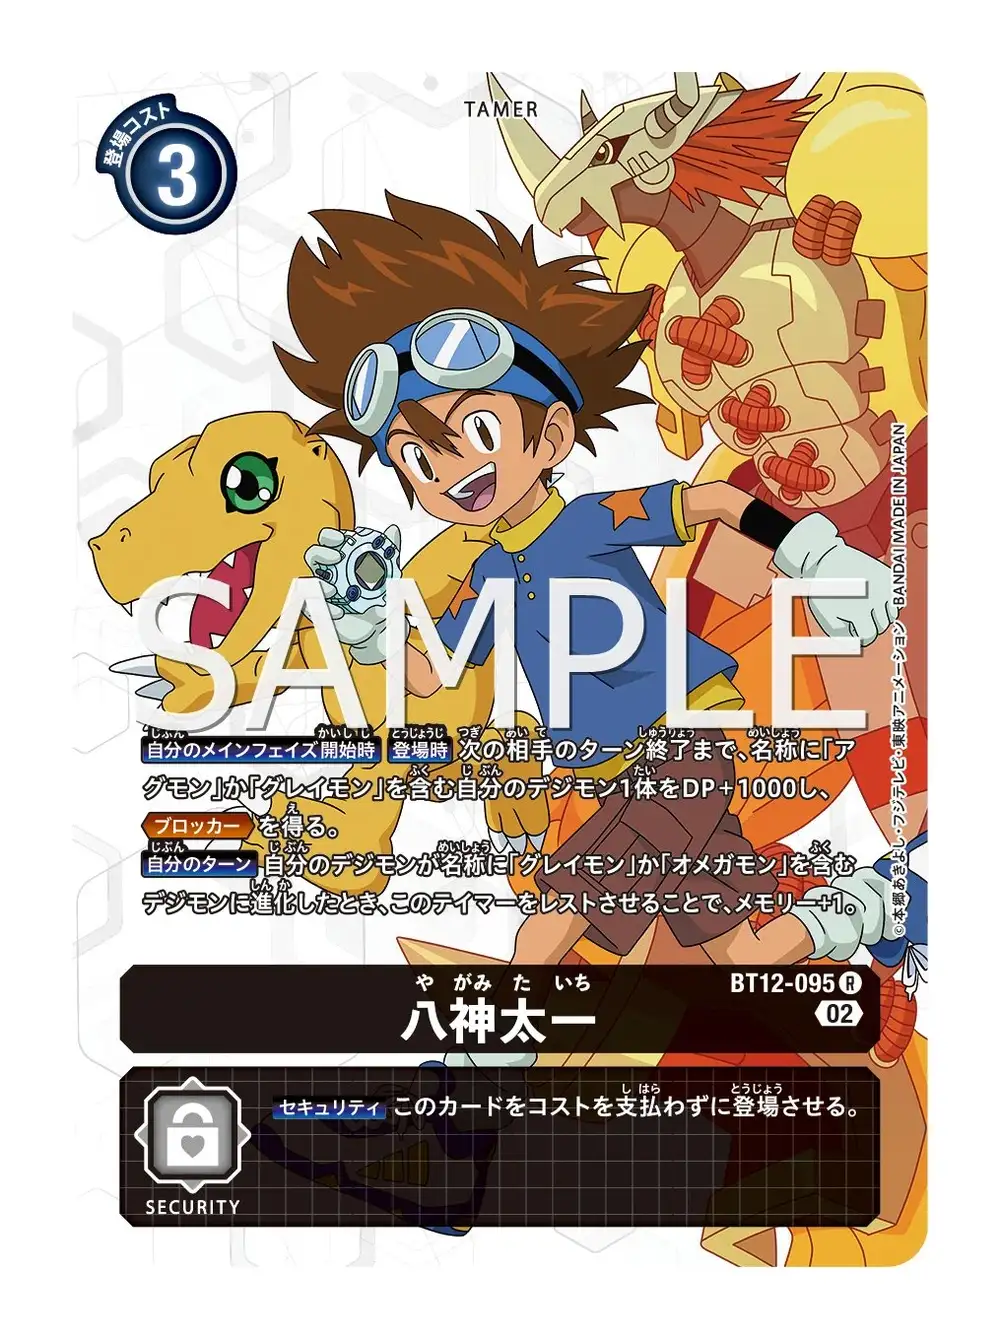 TAMER
登場コスト
3
SAMPLE
自分のメインフェイズ開始時 登場時 次の相手のターン終了まで、名称に「ア
グモン」か「グレイモン」を含む自分のデジモン1体をDP+1000し、
ブロッカー を得る。
自分のターン 自分のデジモンが名称に「グレイモン」か「オメガモン」を含む
デジモンに進化したとき、このテイマーをレストさせることで、メモリー+1。
©本郷あきよし・フジテレビ・東映アニメーション BANDAI MADE IN JAPAN
やがみ たいち
八神太一
BT12-095 R
02
セキュリティ このカードをコストを支払わずに登場させる。
SECURITY